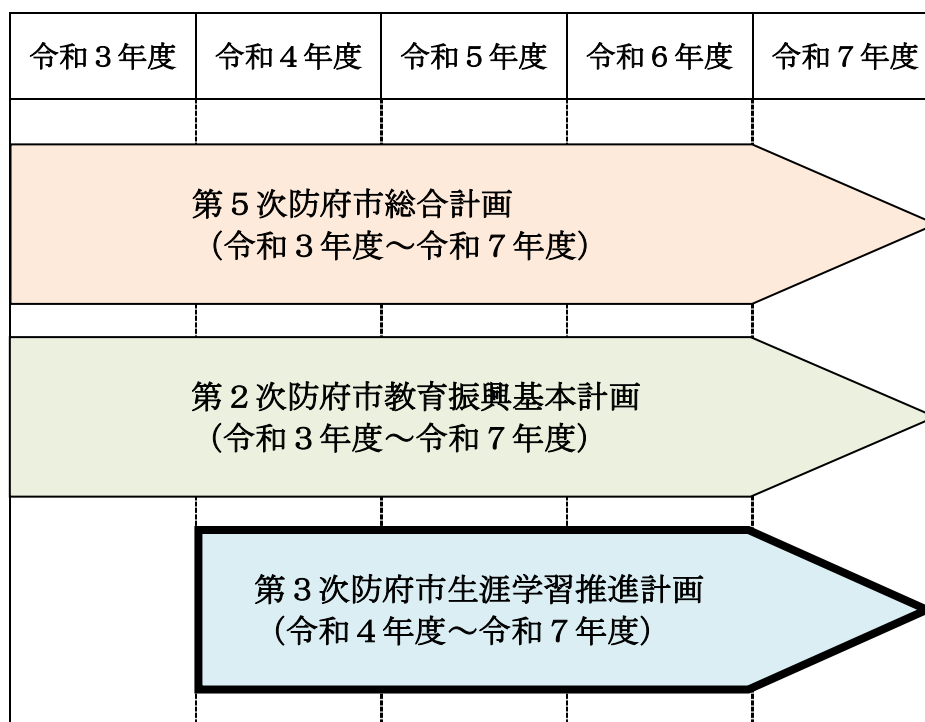 令和３年度 令和４年度 令和５年度 令和６年度 令和７年度
第５次防府市総合計画
（令和３年度～令和７年度）
第２次防府市教育振興基本計画
（令和３年度～令和７年度）
第３次防府市生涯学習推進計画
（令和４年度～令和７年度）